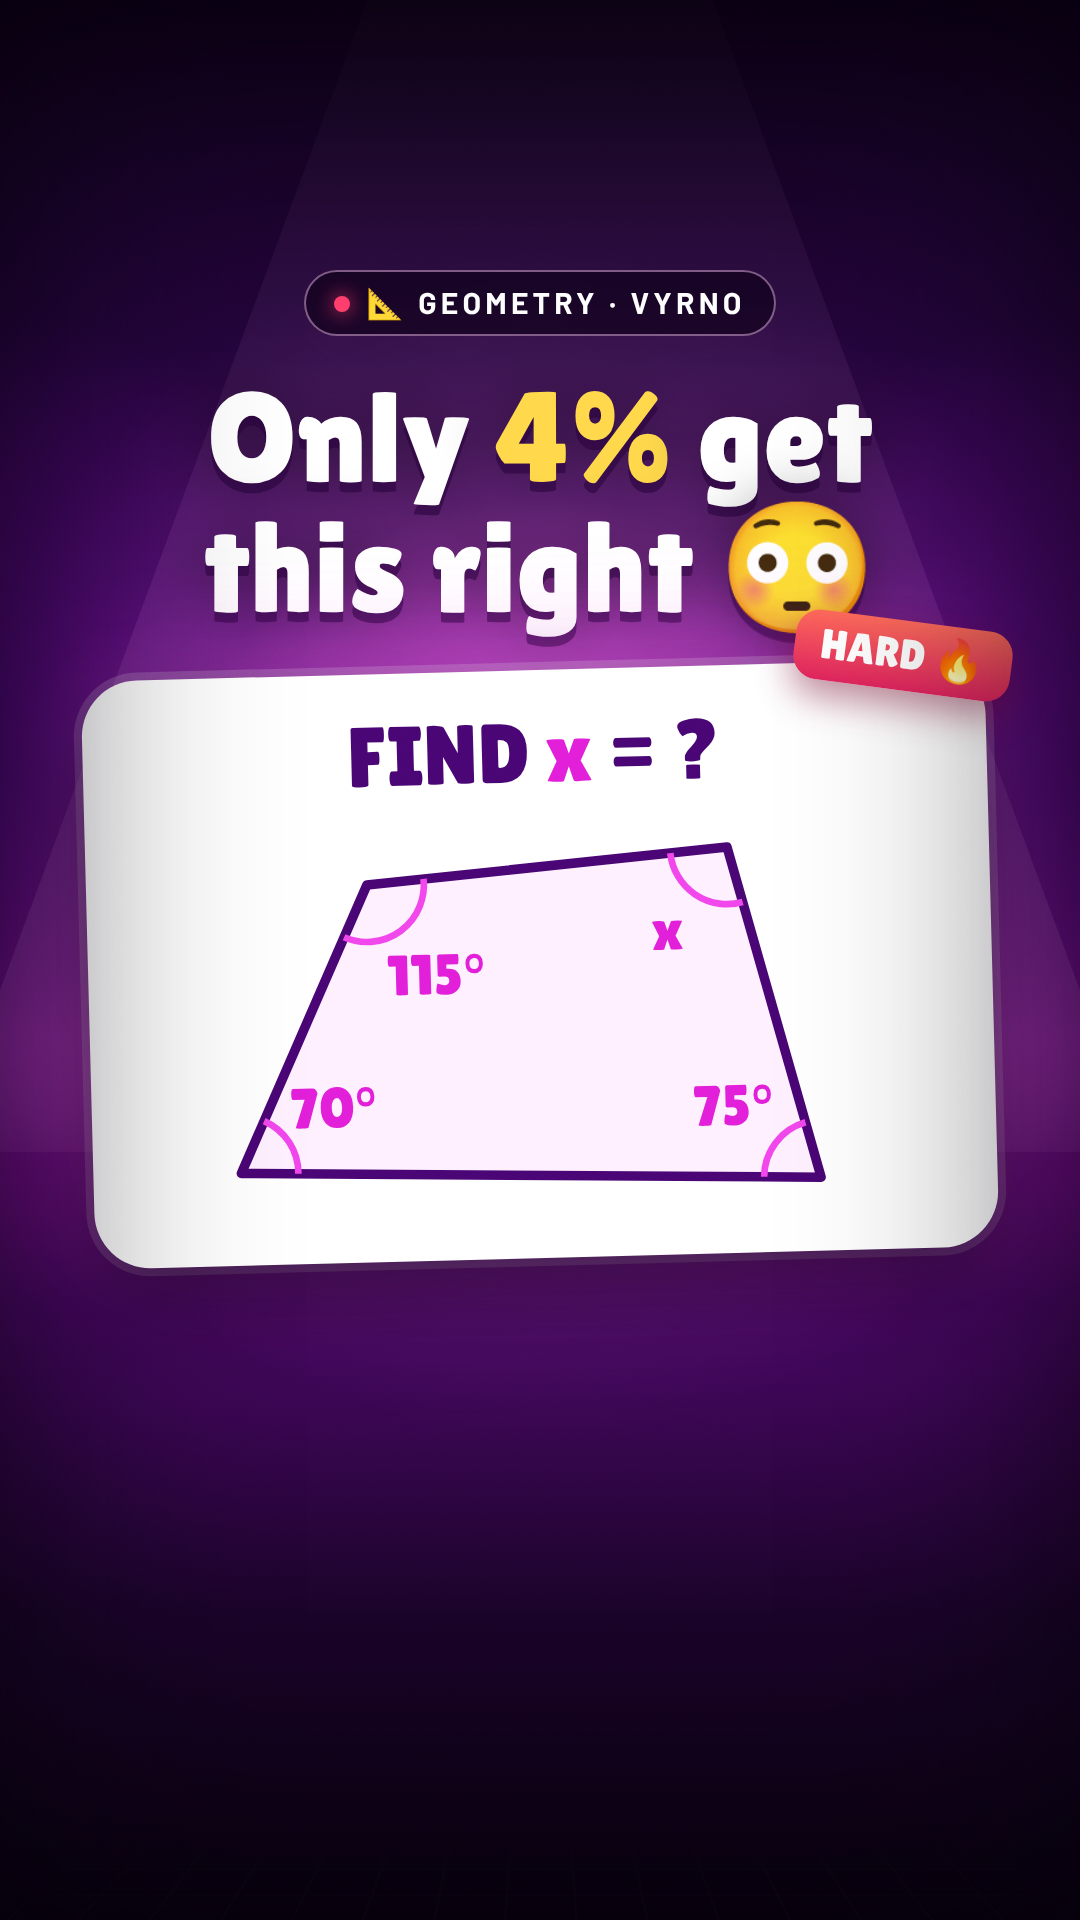 📐 GEOMETRY · VYRNO
Only 4% get
this right 😳
HARD 🔥
FIND x = ?
115°
x
70°
75°